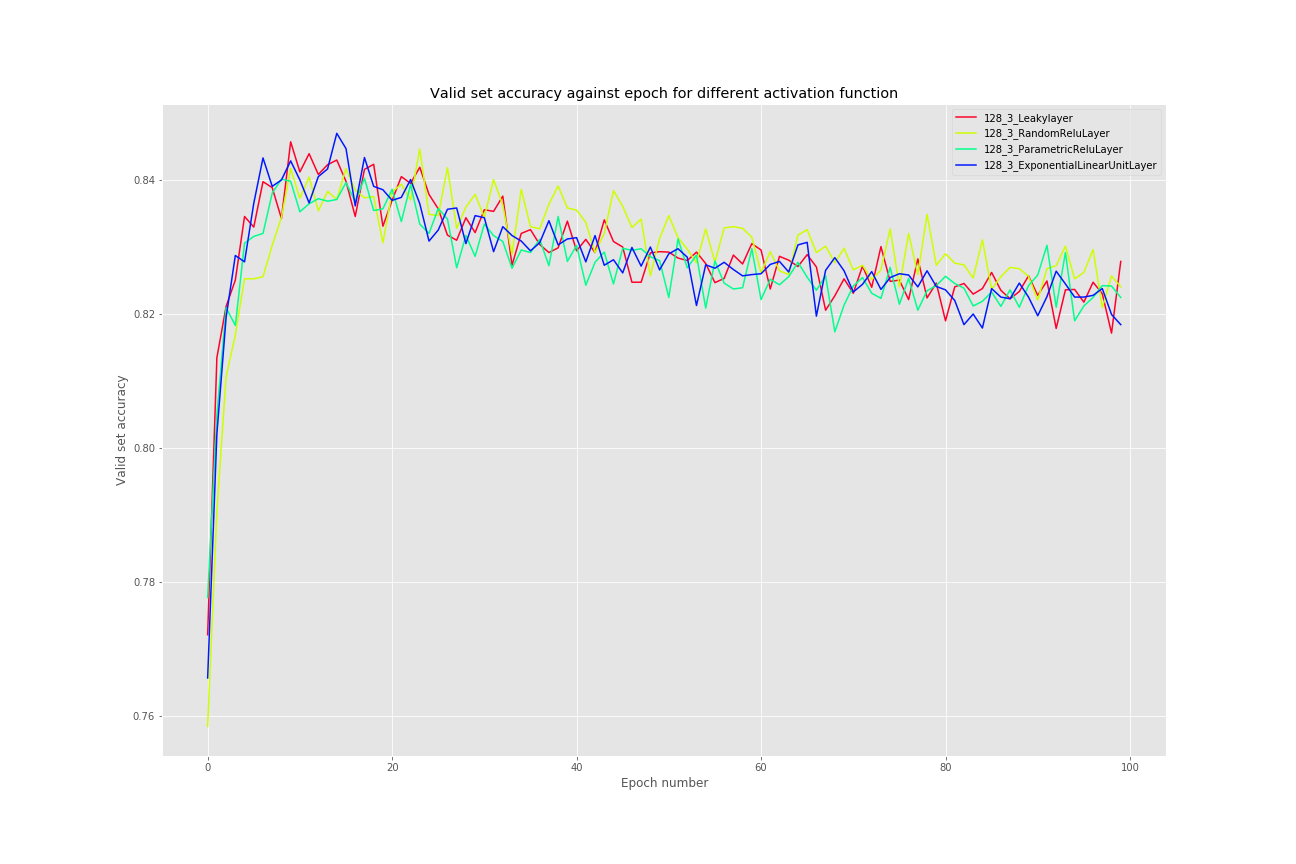 Valid set accuracy against epoch for different activation function
128_3_Leakylayer
128_3_RandomReluLayer
128_3_ParametricReluLayer
128_3_ExponentialLinearUnitLayer
0.84
0.82
0.80
0.78
0.76
Valid set accuracy
0
20
40
60
80
100
Epoch number